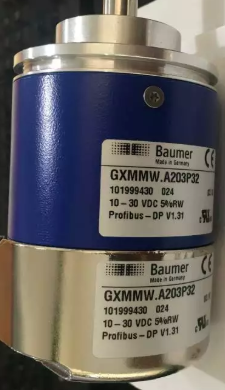 Baumer
Made in Germany
GXMMW.A203P32
101999430 024
10-30 VDC 5%RW
Profibus-DP V1.31
Baumer
Made in Germany
GXMMW.A203P32
101999430 024
10-30 VDC 5%RW
Profibus-DP V1.31